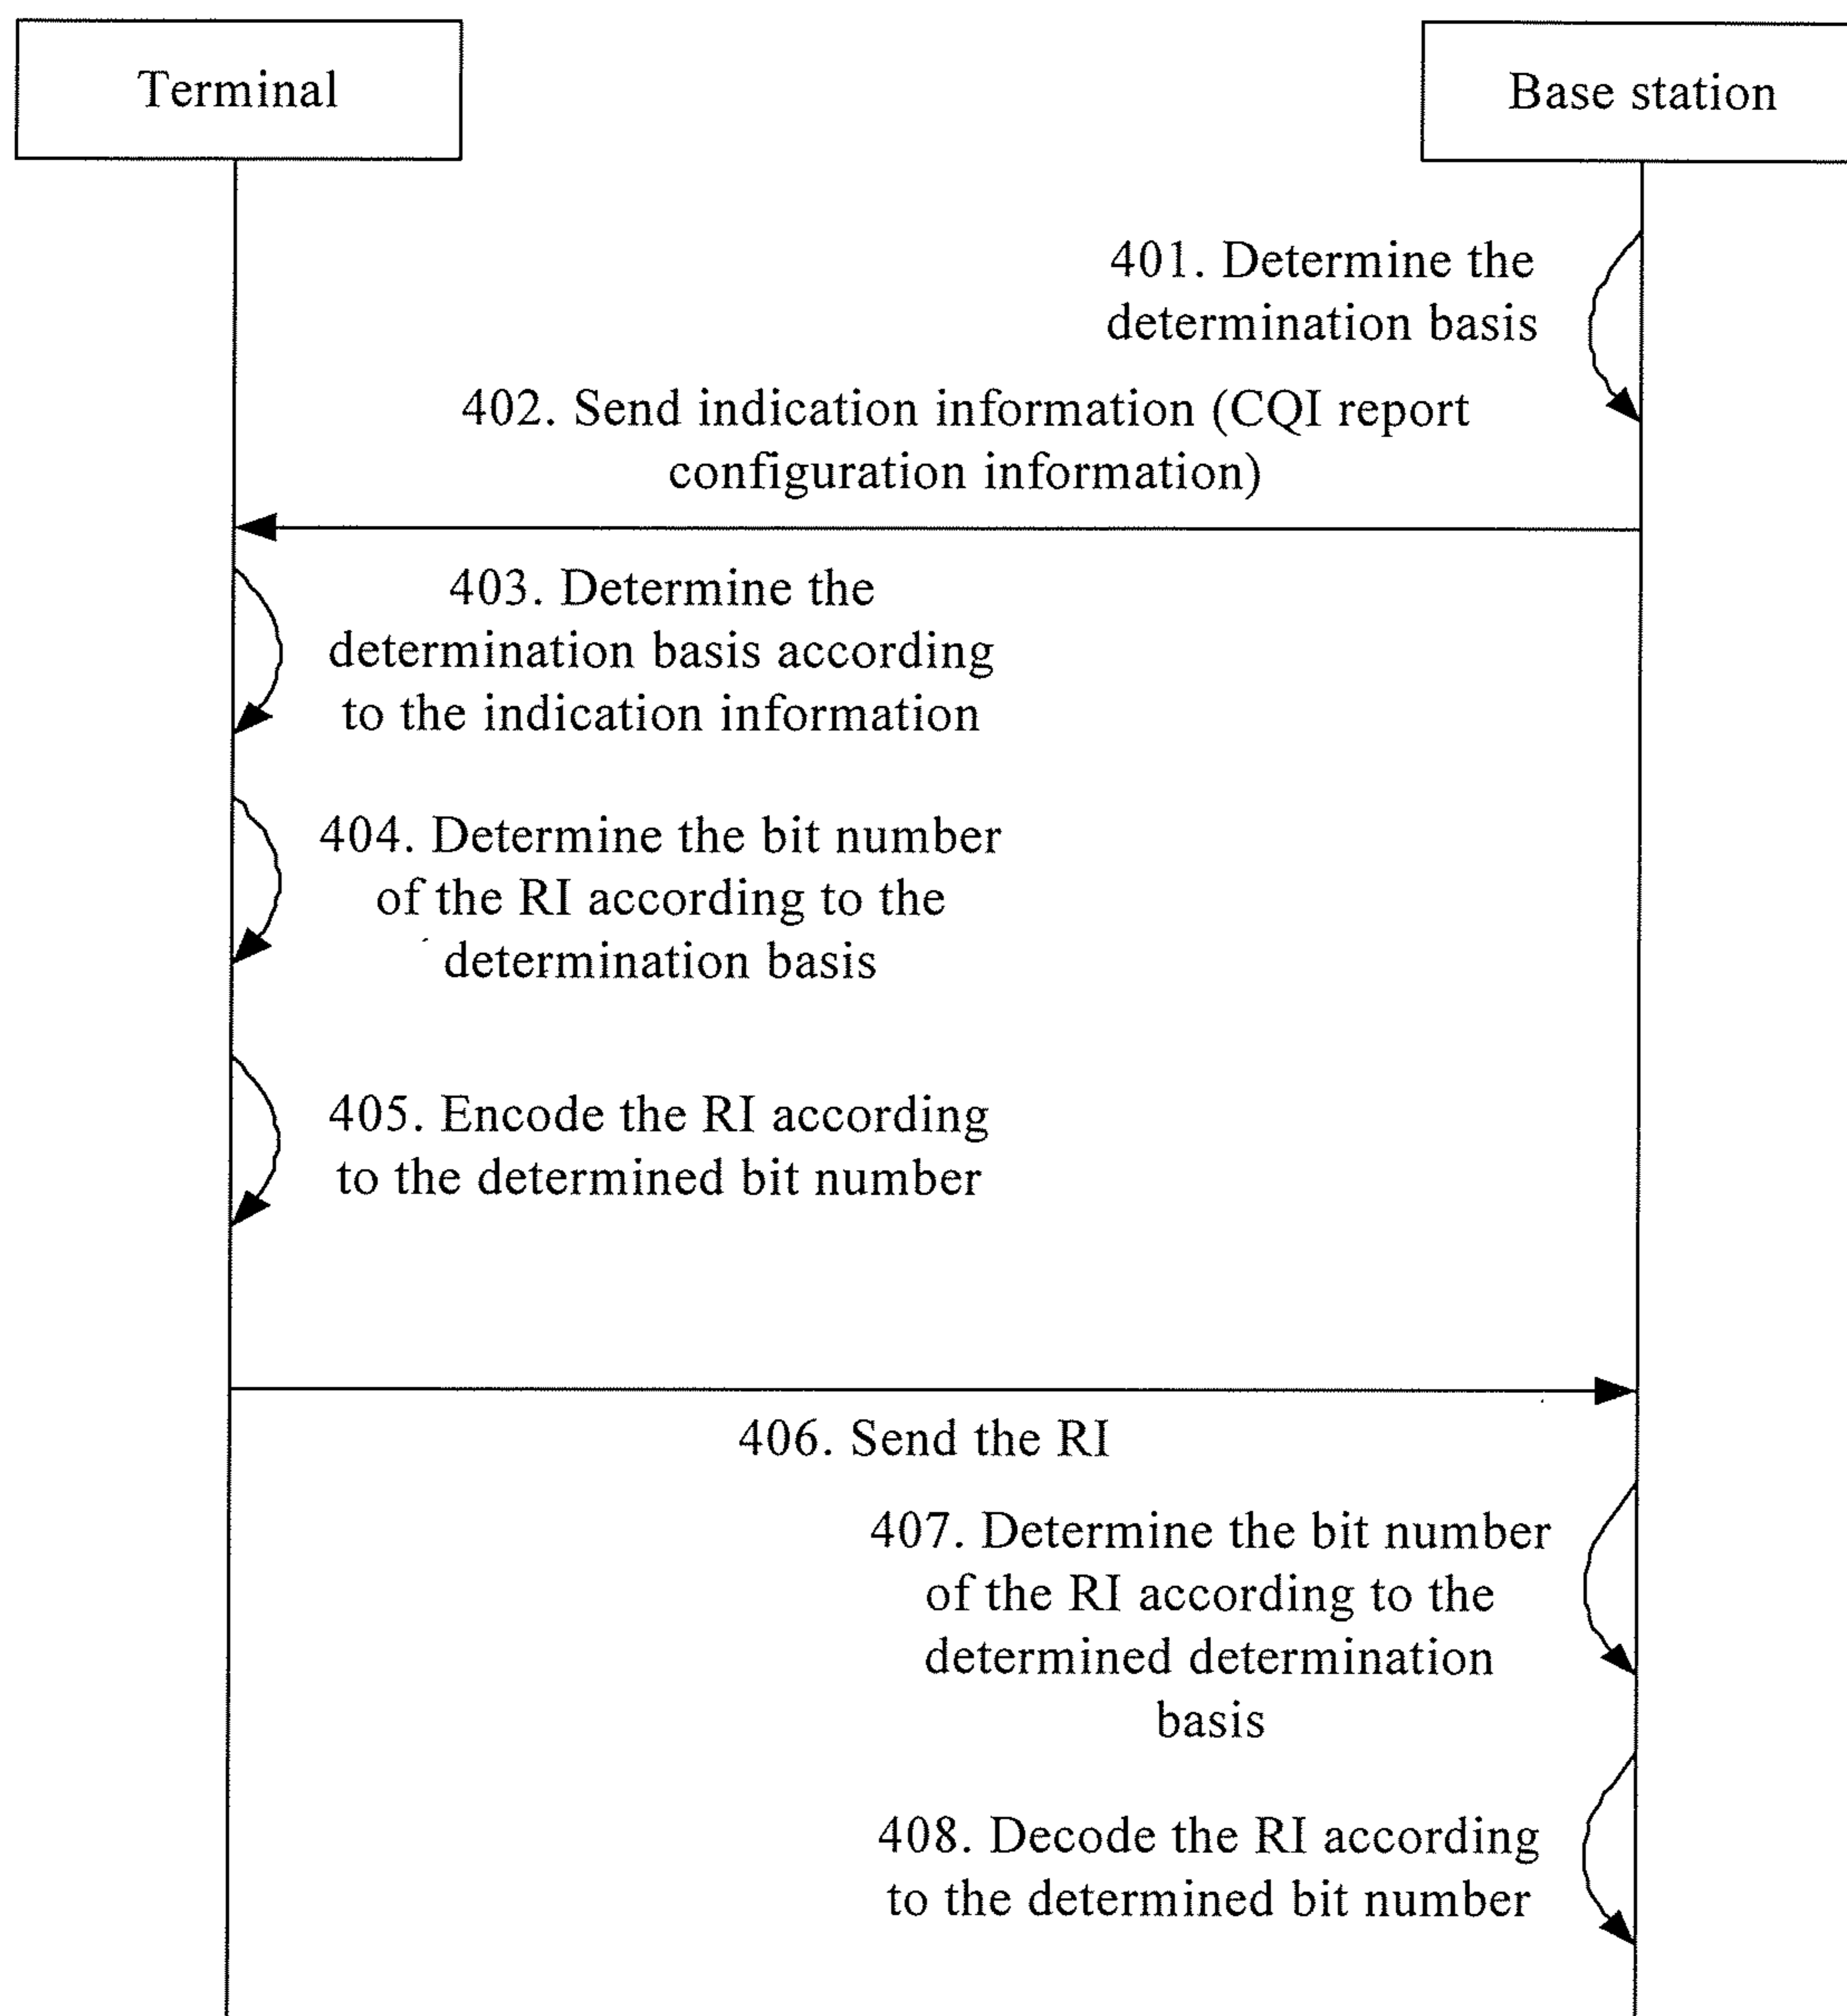 Terminal
Base station
401. Determine the
determination basis
402. Send indication information (CQI report
configuration information)
403. Determine the
determination basis according
to the indication information
404. Determine the bit number
of the RI according to the
determination basis
405. Encode the RI according
to the determined bit number
406. Send the RI
407. Determine the bit number
of the RI according to the
determined determination
basis
408. Decode the RI according
to the determined bit number